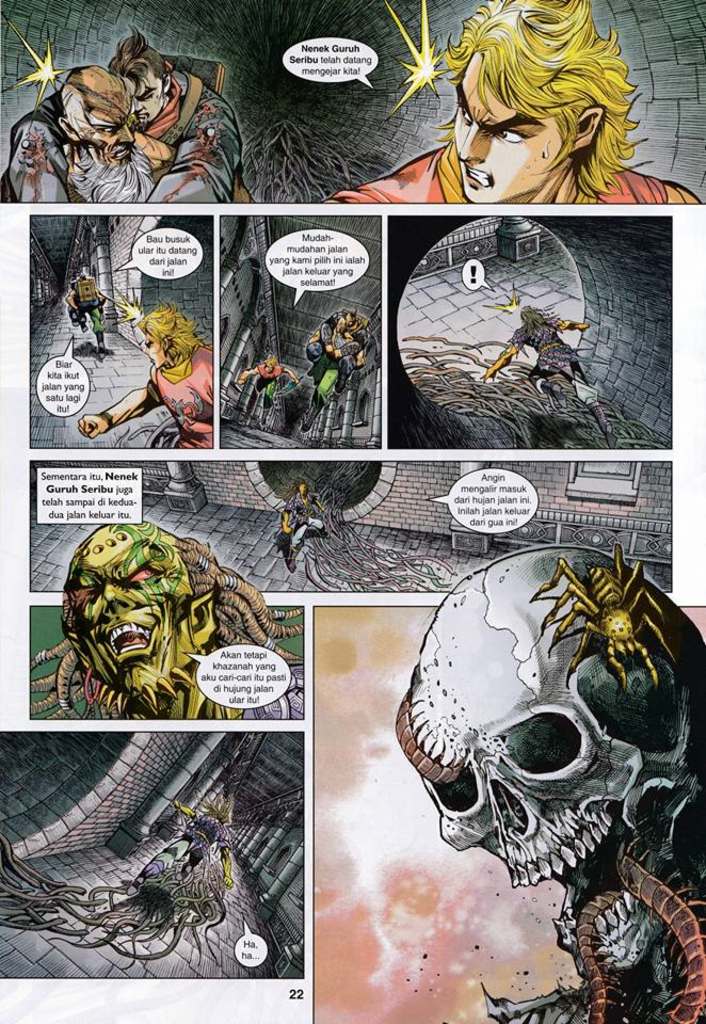 Nenek Guruh
Seribu telah datang
mengejar kita!
Bau busuk
ular itu datang
dari jalan
ini!
Biar
kita ikut
jalan yang
satu lagi
itu!
Mudah-
mudahan jalan
yang kami pilih ini ialah
jalan keluar yang
selamat!
!
Sementara itu, Nenek
Guruh Seribu juga
telah sampai di kedua-
dua jalan keluar itu.
Angin
mengalir masuk
dari hujan jalan ini.
Inilah jalan keluar
dari gua ini!
Akan tetapi
khazanah yang
aku cari-cari itu pasti
di hujung jalan
ular itu!
Ha,
ha...
22